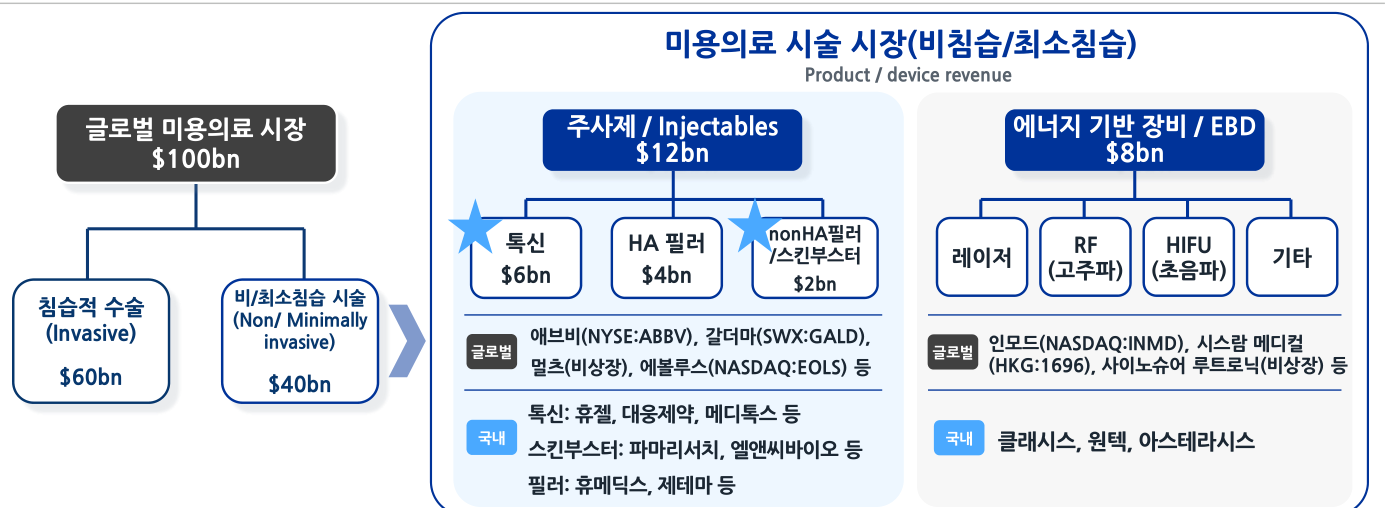 미용의료 시술 시장(비침습/최소침습)
Product / device revenue
글로벌 미용의료 시장
$100bn
침습적 수술
(Invasive)
$60bn
비/최소침습 시술
(Non/ Minimally
invasive)
$40bn
주사제 / Injectables
$12bn
톡신
$6bn
HA 필러
$4bn
nonHA필러
/스킨부스터
$2bn
글로벌
애브비(NYSE:ABBV), 갈더마(SWX:GALD),
멀츠(비상장), 에볼루스(NASDAQ:EOLS) 등
국내
톡신: 휴젤, 대웅제약, 메디톡스 등
스킨부스터: 파마리서치, 엘앤씨바이오 등
필러: 휴메딕스, 제테마 등
에너지 기반 장비 / EBD
$8bn
레이저
RF
(고주파)
HIFU
(초음파)
기타
글로벌
인모드(NASDAQ:INMD), 시스람 메디컬
(HKG:1696), 사이노슈어 루트로닉(비상장) 등
국내
클래시스, 원텍, 아스테라시스